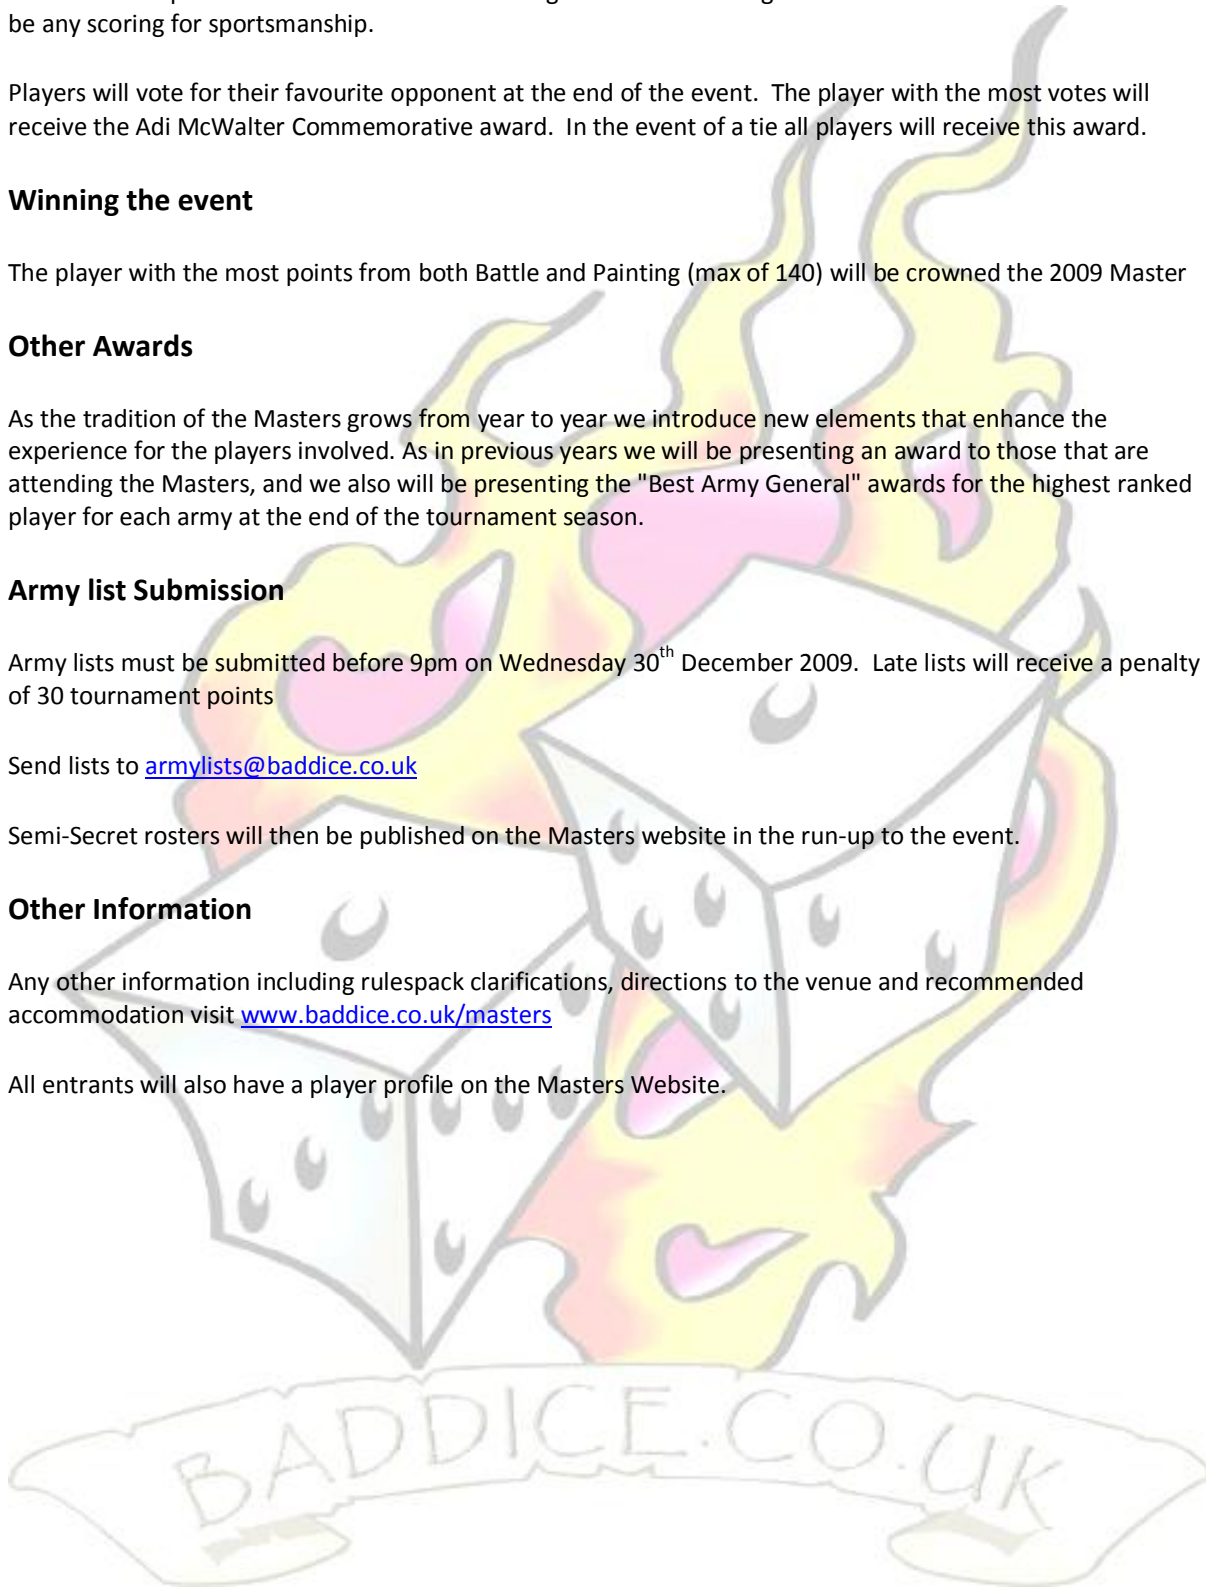 be any scoring for sportsmanship.
Players will vote for their favourite opponent at the end of the event.  The player with the most votes will
receive the Adi McWalter Commemorative award.  In the event of a tie all players will receive this award.
Winning the event
The player with the most points from both Battle and Painting (max of 140) will be crowned the 2009 Master
Other Awards
As the tradition of the Masters grows from year to year we introduce new elements that enhance the
experience for the players involved. As in previous years we will be presenting an award to those that are
attending the Masters, and we also will be presenting the "Best Army General" awards for the highest ranked
player for each army at the end of the tournament season.
Army list Submission
Army lists must be submitted before 9pm on Wednesday 30th December 2009.  Late lists will receive a penalty
of 30 tournament points
Send lists to armylists@baddice.co.uk
Semi-Secret rosters will then be published on the Masters website in the run-up to the event.
Other Information
Any other information including rulespack clarifications, directions to the venue and recommended
accommodation visit www.baddice.co.uk/masters
All entrants will also have a player profile on the Masters Website.
BADDICE.CO.UK